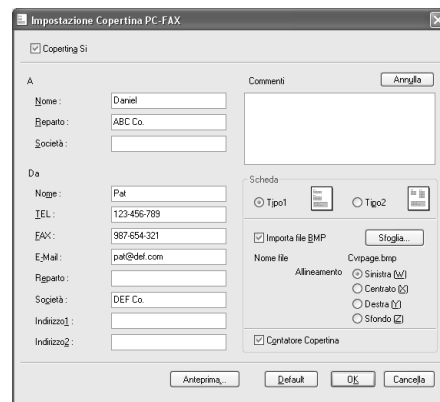 Impostazione Copertina PC-FAX
Copertina Si
A
Nome : Daniel
Reparto : ABC Co.
Società :
Da
Nome : Pat
TEL : 123-456-789
FAX : 987-654-321
E-Mail : pat@def.com
Reparto :
Società : DEF Co.
Indirizzo1 :
Indirizzo2 :
Commenti
Annulla
Scheda
Tipo1
Tipo2
Importa file BMP
Sfoglia...
Nome file Cvrpage.bmp
Allineamento Sinistra (W)
Centrato (X)
Destra (Y)
Sfondo (Z)
Contatore Copertina
Anteprima... Default OK Cancella